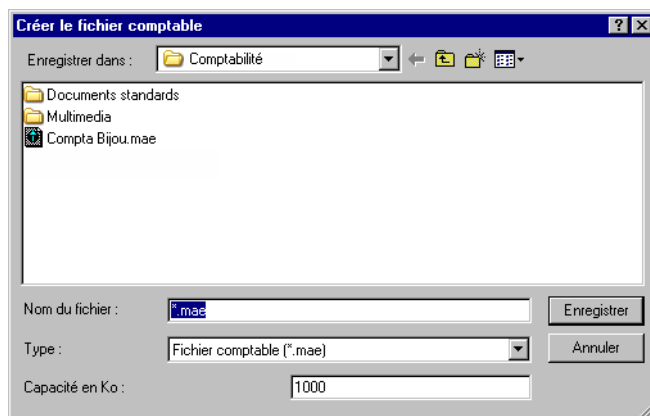 Créer le fichier comptable
Enregistrer dans : Comptabilité
Documents standards
Multimedia
Compta Bijou.mae
Nom du fichier : *.mae Enregistrer
Type : Fichier comptable (*.mae) Annuler
Capacité en Ko : 1000